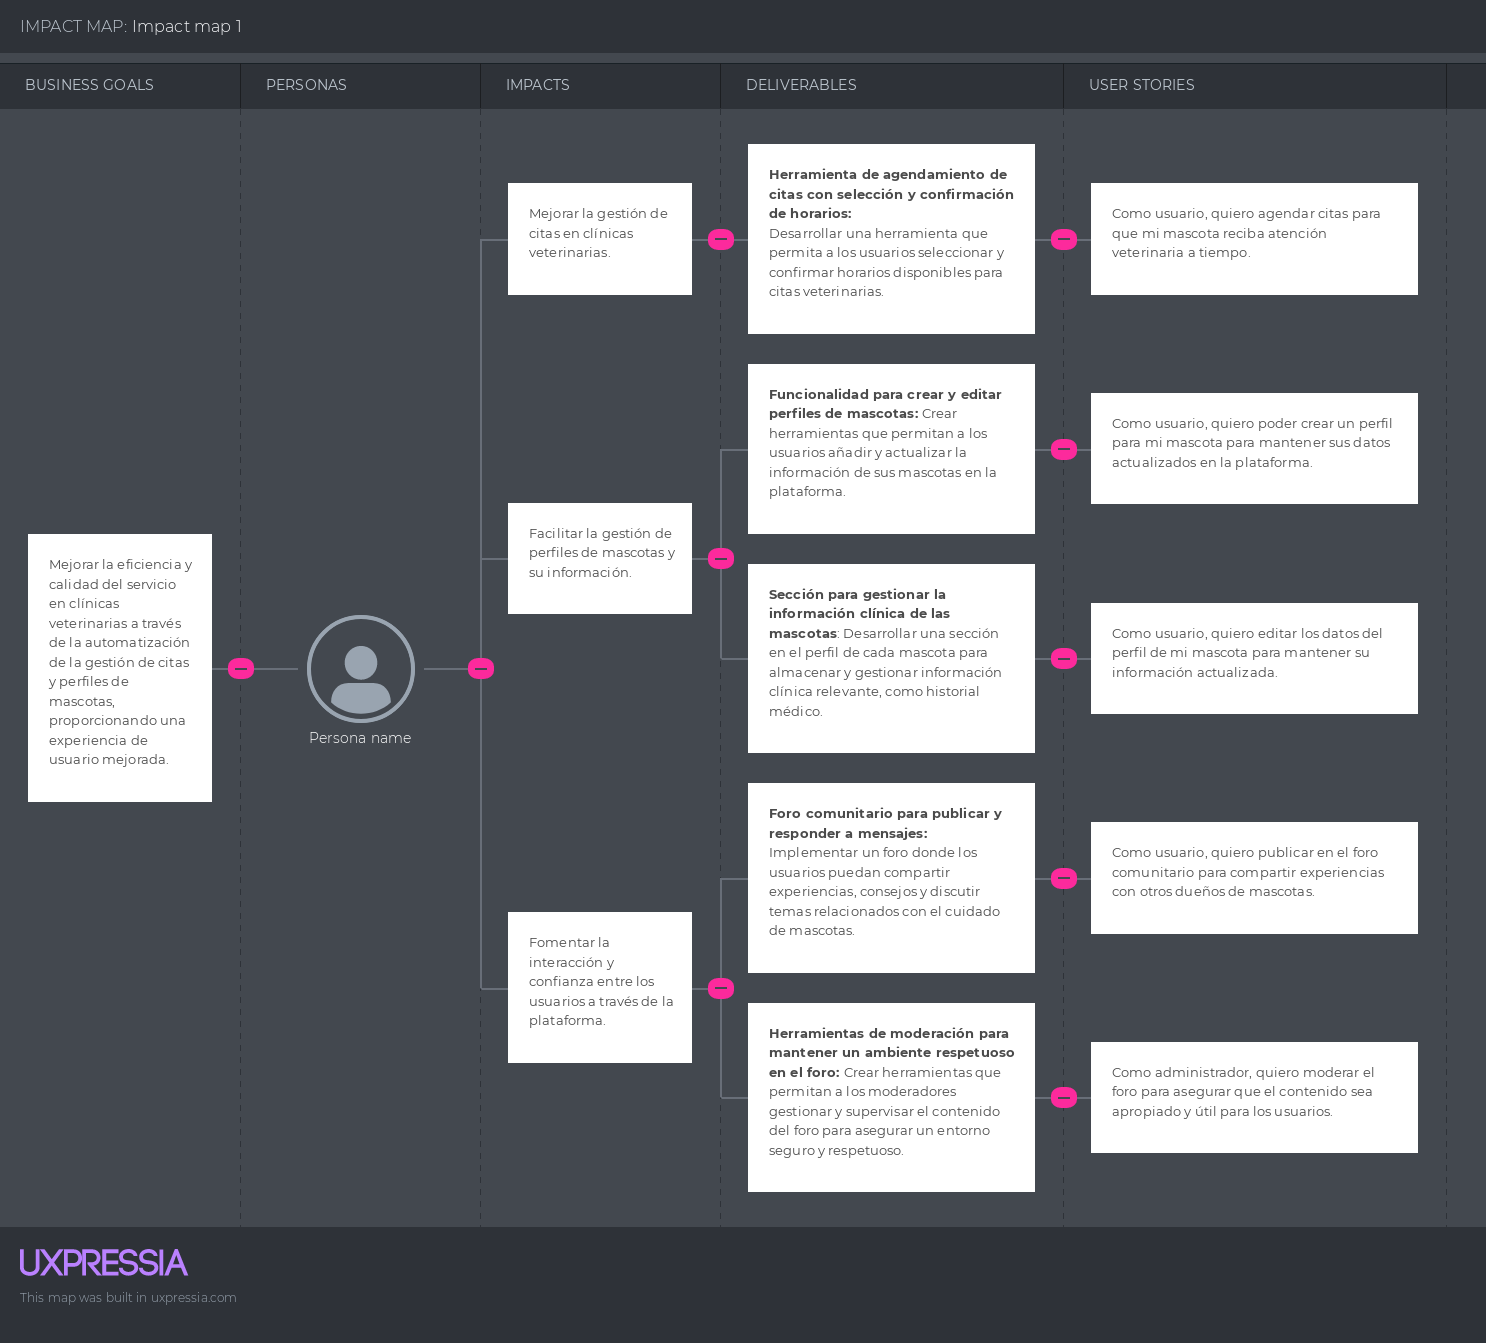 IMPACT MAP: Impact map 1
BUSINESS GOALS
PERSONAS
IMPACTS
DELIVERABLES
USER STORIES
Mejorar la eficiencia y
calidad del servicio
en clínicas
veterinarias a través
de la automatización
de la gestión de citas
y perfiles de
mascotas,
proporcionando una
experiencia de
usuario mejorada.
Persona name
Mejorar la gestión de
citas en clínicas
veterinarias.
Herramienta de agendamiento de
citas con selección y confirmación
de horarios:
Desarrollar una herramienta que
permita a los usuarios seleccionar y
confirmar horarios disponibles para
citas veterinarias.
Como usuario, quiero agendar citas para
que mi mascota reciba atención
veterinaria a tiempo.
Facilitar la gestión de
perfiles de mascotas y
su información.
Funcionalidad para crear y editar
perfiles de mascotas: Crear
herramientas que permitan a los
usuarios añadir y actualizar la
información de sus mascotas en la
plataforma.
Como usuario, quiero poder crear un perfil
para mi mascota para mantener sus datos
actualizados en la plataforma.
Sección para gestionar la
información clínica de las
mascotas: Desarrollar una sección
en el perfil de cada mascota para
almacenar y gestionar información
clínica relevante, como historial
médico.
Como usuario, quiero editar los datos del
perfil de mi mascota para mantener su
información actualizada.
Fomentar la
interacción y
confianza entre los
usuarios a través de la
plataforma.
Foro comunitario para publicar y
responder a mensajes:
Implementar un foro donde los
usuarios puedan compartir
experiencias, consejos y discutir
temas relacionados con el cuidado
de mascotas.
Como usuario, quiero publicar en el foro
comunitario para compartir experiencias
con otros dueños de mascotas.
Herramientas de moderación para
mantener un ambiente respetuoso
en el foro: Crear herramientas que
permitan a los moderadores
gestionar y supervisar el contenido
del foro para asegurar un entorno
seguro y respetuoso.
Como administrador, quiero moderar el
foro para asegurar que el contenido sea
apropiado y útil para los usuarios.
UXPRESSIA
This map was built in uxpressia.com